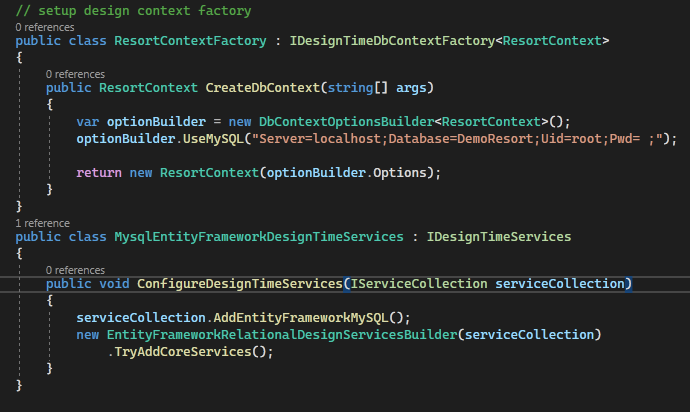 // setup design context factory
0 references
public class ResortContextFactory : IDesignTimeDbContextFactory<ResortContext>
{
0 references
public ResortContext CreateDbContext(string[] args)
{
var optionBuilder = new DbContextOptionsBuilder<ResortContext>();
optionBuilder.UseMySQL("Server=localhost;Database=DemoResort;Uid=root;Pwd= ;");
return new ResortContext(optionBuilder.Options);
}
}
1 reference
public class MysqlEntityFrameworkDesignTimeServices : IDesignTimeServices
{
0 references
public void ConfigureDesignTimeServices(IServiceCollection serviceCollection)
{
serviceCollection.AddEntityFrameworkMySQL();
new EntityFrameworkRelationalDesignServicesBuilder(serviceCollection)
.TryAddCoreServices();
}
}